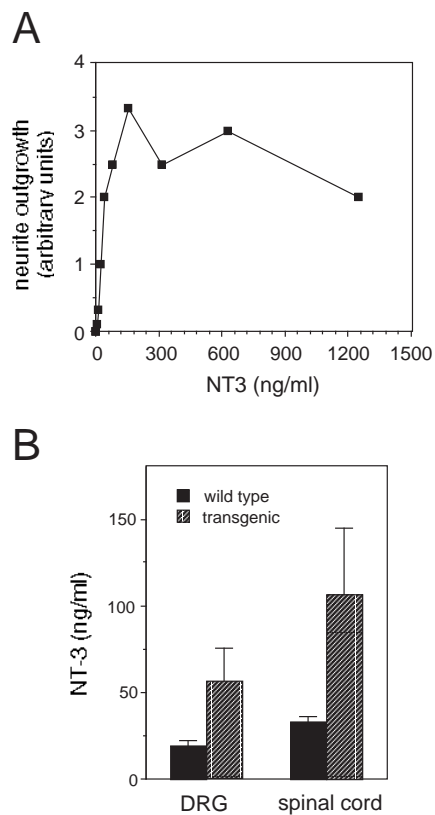 A
4
3
2
1
0
neurite outgrowth
(arbitrary units)
0 300 600 900 1200 1500
NT3 (ng/ml)
B
wild type
transgenic
150
100
50
0
NT-3 (ng/ml)
DRG spinal cord